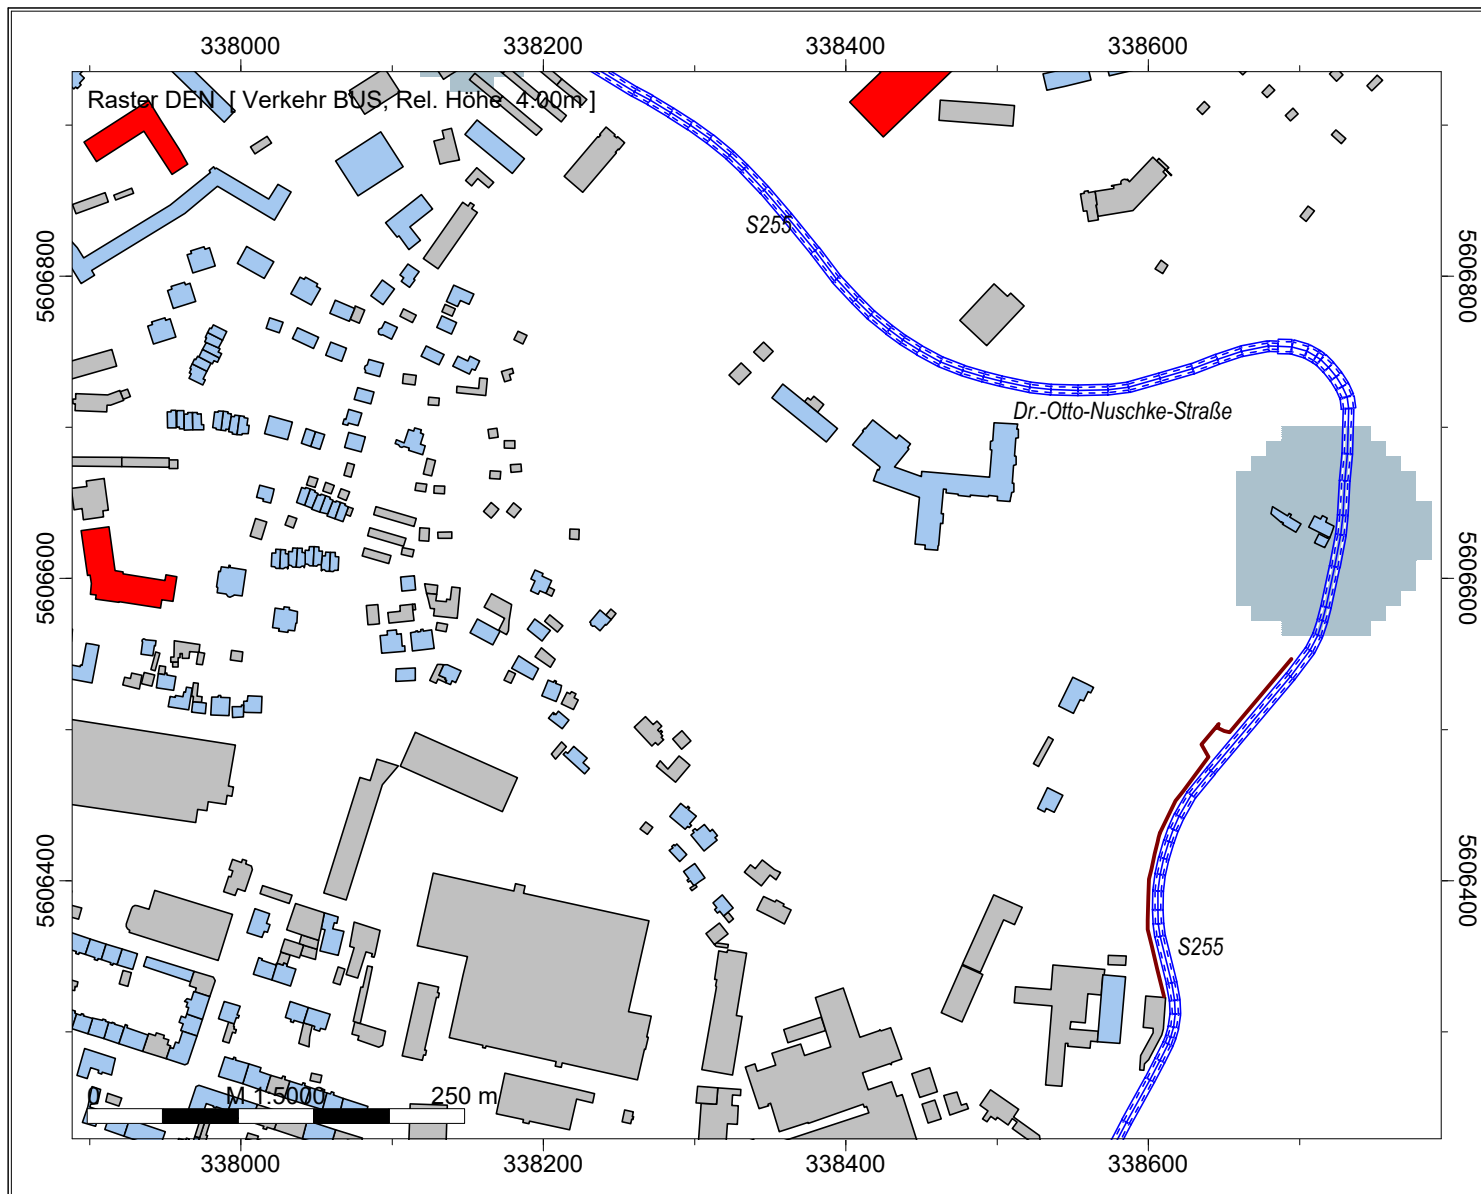 338000 338200 338400 338600
Raster DEN [ Verkehr BUS, Rel. Höhe 4.00m ]
S255
5606800
5606800
Dr.-Otto-Nuschke-Straße
5606600
5606600
5606400
5606400
S255
0 M 1:5000 250 m
338000 338200 338400 338600